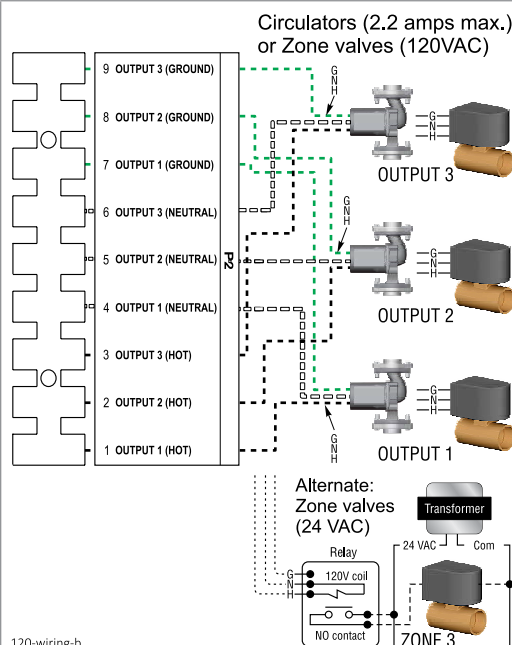 Circulators (2.2 amps max.)
or Zone valves (120VAC)
9 OUTPUT 3 (GROUND)
8 OUTPUT 2 (GROUND)
7 OUTPUT 1 (GROUND)
6 OUTPUT 3 (NEUTRAL)
5 OUTPUT 2 (NEUTRAL)
4 OUTPUT 1 (NEUTRAL)
3 OUTPUT 3 (HOT)
2 OUTPUT 2 (HOT)
1 OUTPUT 1 (HOT)
P2
G
N
H
G
N
H
OUTPUT 3
G
N
H
G
N
H
OUTPUT 2
G
N
H
G
N
H
OUTPUT 1
Alternate:
Zone valves
(24 VAC)
Transformer
24 VAC
Com
Relay
G
N
H
120V coil
NO contact
ZONE 3
120-wiring-b